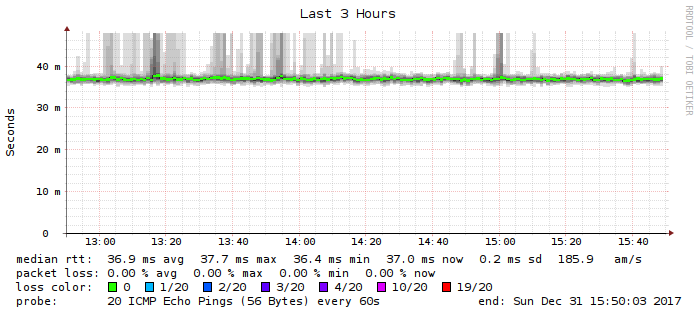 Last 3 Hours
RRDTOOL / TOBI OETIKER
Seconds
40 m
30 m
20 m
10 m
0
13:00 13:20 13:40 14:00 14:20 14:40 15:00 15:20 15:40
median rtt: 36.9 ms avg 37.7 ms max 36.4 ms min 37.0 ms now 0.2 ms sd 185.9 am/s
packet loss: 0.00 % avg 0.00 % max 0.00 % min 0.00 % now
loss color: 0 1/20 2/20 3/20 4/20 10/20 19/20
probe: 20 ICMP Echo Pings (56 Bytes) every 60s end: Sun Dec 31 15:50:03 2017